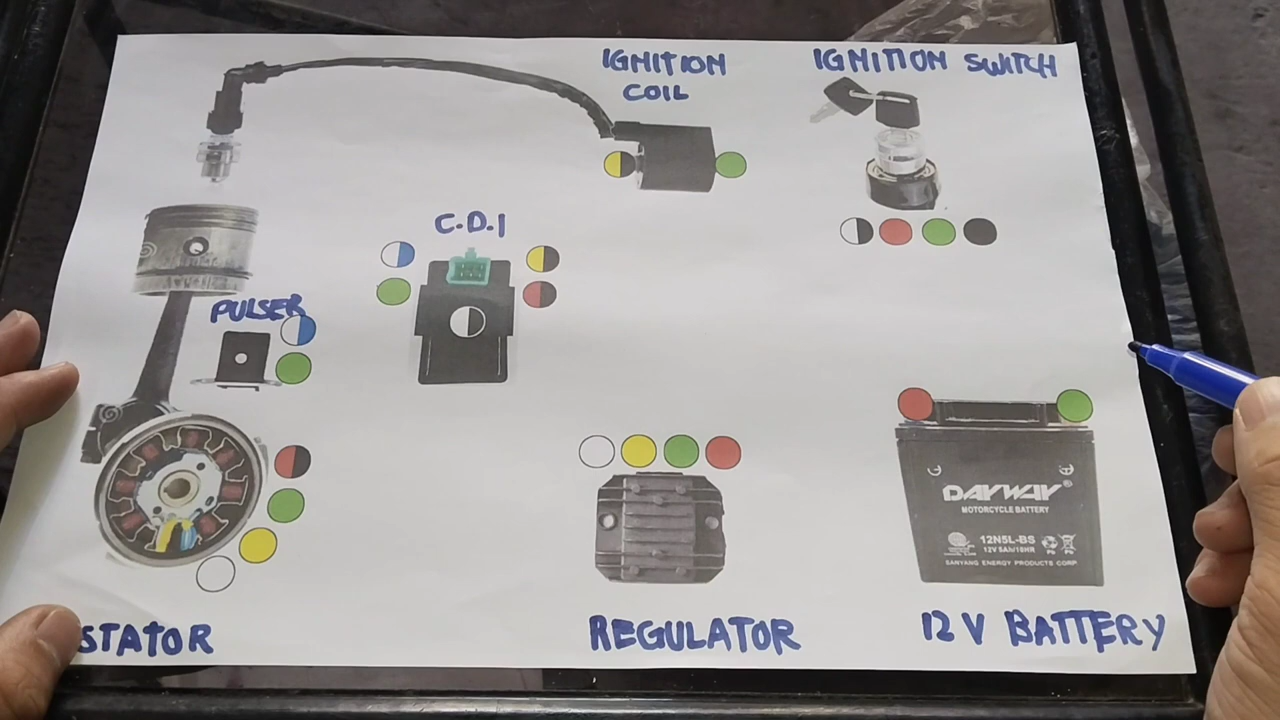 IGNITION
COIL
IGNITION SWITCH
C.D.I
PULSER
DAYWAY®
MOTORCYCLE BATTERY
12N5L-BS
12V 5AH/10HR
SANYANG ENERGY PRODUCTS CORP
STATOR
REGULATOR
12V BATTERY